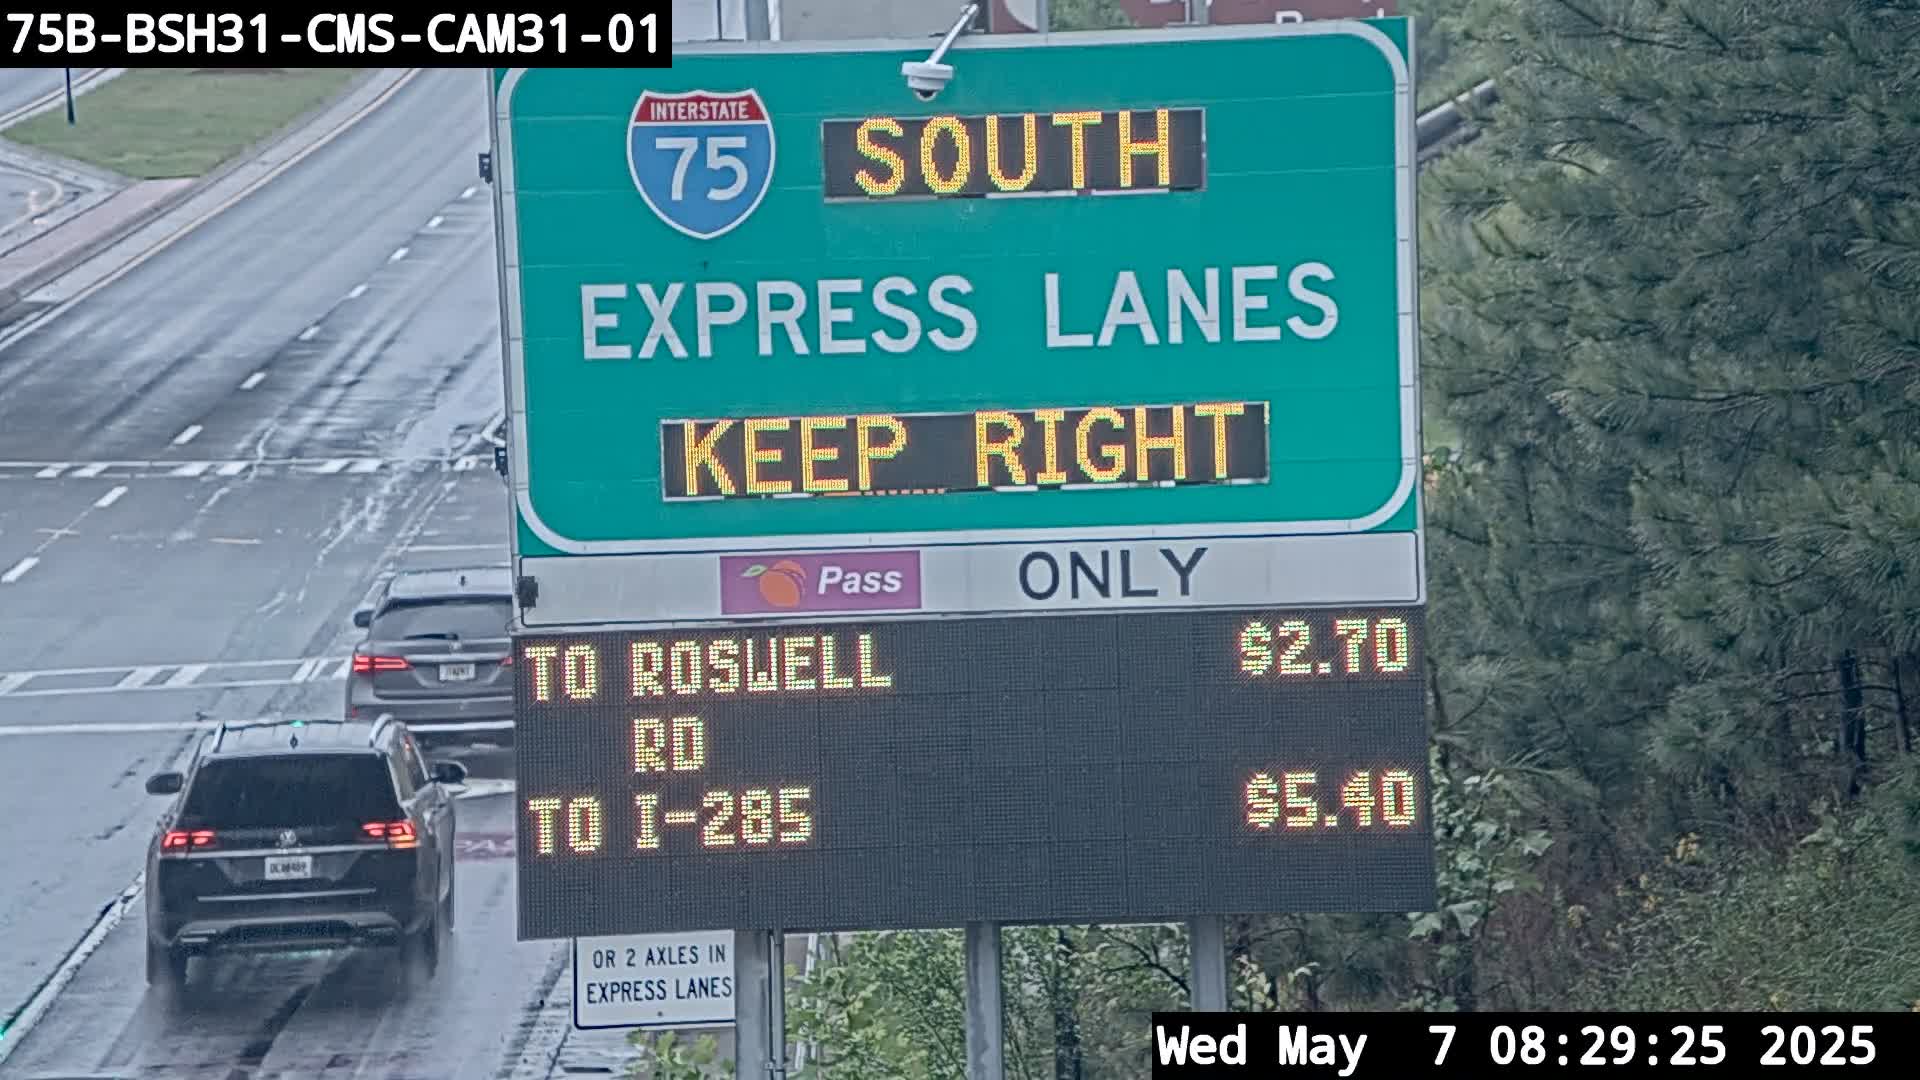 75B-BSH31-CMS-CAM31-01
INTERSTATE
75
SOUTH
EXPRESS LANES
KEEP RIGHT
Pass ONLY
TO ROSWELL $2.70
RD
TO I-285 $5.40
OR 2 AXLES IN
EXPRESS LANES
Wed May 7 08:29:25 2025